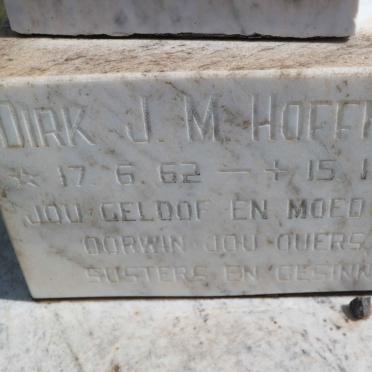 DIRK J. M. HOFF
☆ 17. 6. 62 — + 15. 1
JOU GELOOF EN MOED
OORWIN JOU OUERS
SUSTERS EN GESINN